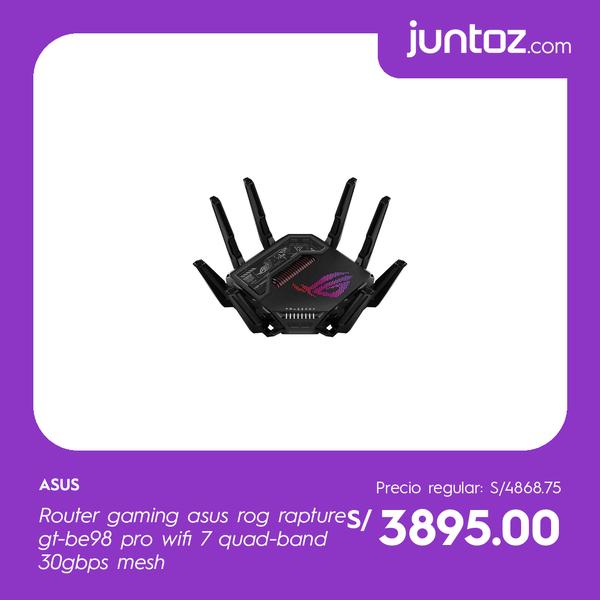 juntoz.com
ASUS
Precio regular: S/4868.75
Router gaming asus rog rapture
gt-be98 pro wifi 7 quad-band
30gbps mesh
S/ 3895.00